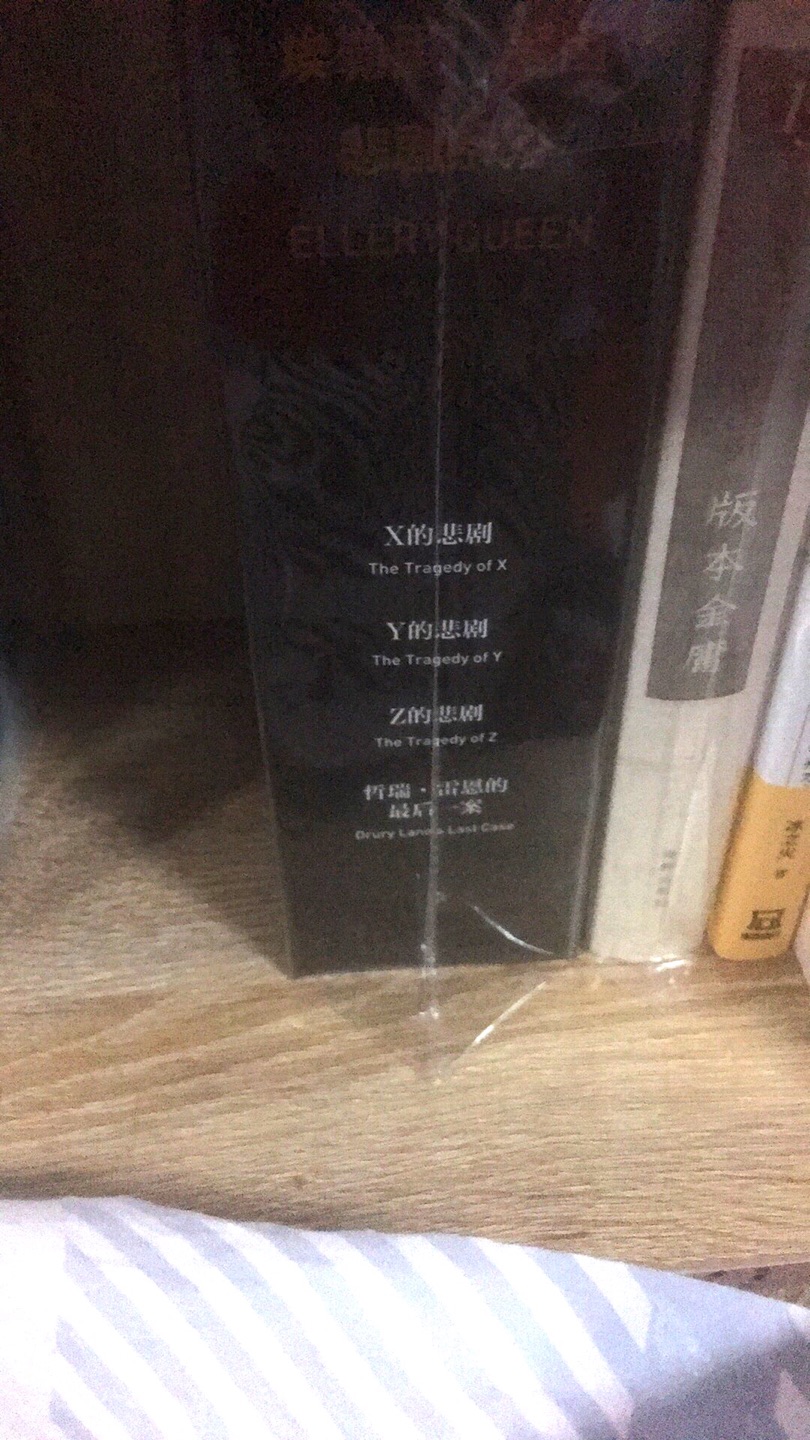 ELLERY QUEEN
X的悲剧
The Tragedy of X
Y的悲剧
The Tragedy of Y
Z的悲剧
The Tragedy of Z
哲瑞·雷恩的
最后一案
Drury Lane's Last Case
版本金庸